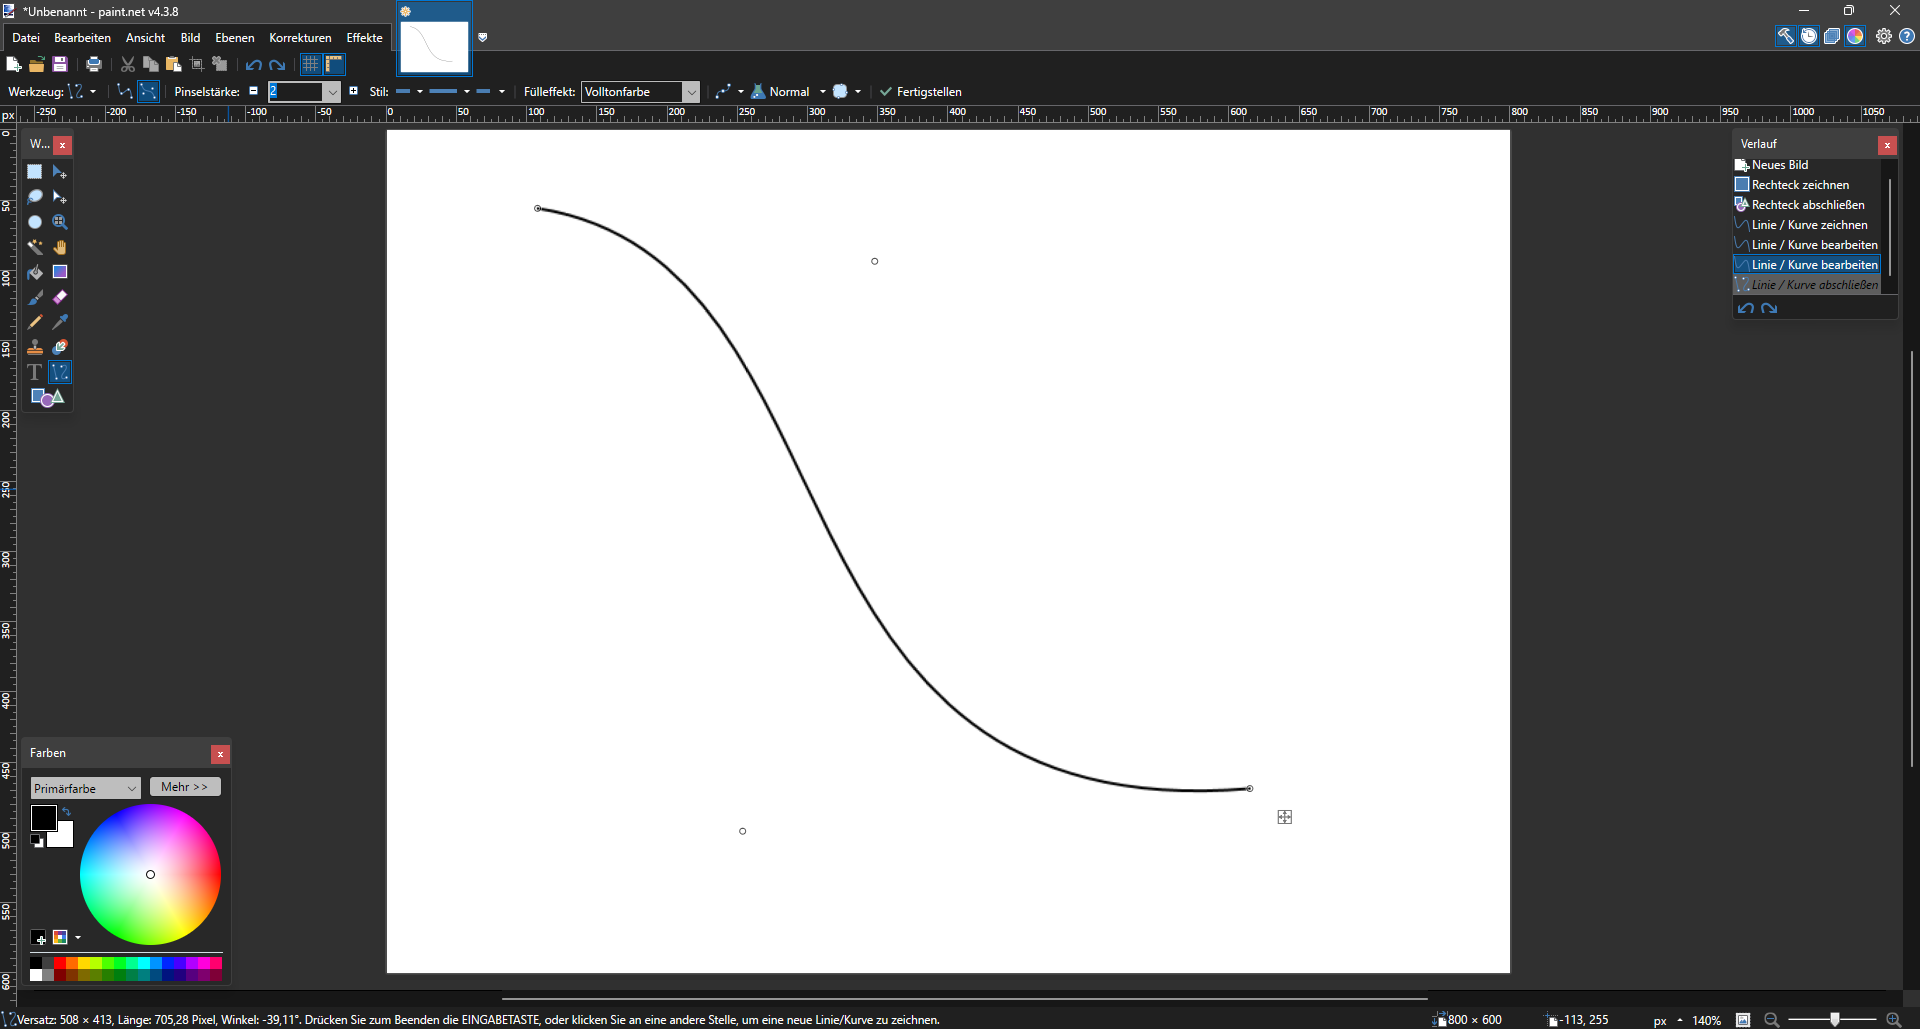 *Unbenannt - paint.net v4.3.8
Datei Bearbeiten Ansicht Bild Ebenen Korrekturen Effekte
Werkzeug: Pinselstärke: 2 Stil: Fülleffekt: Volltonfarbe Normal Fertigstellen
px -250 -200 -150 -100 -50 0 50 100 150 200 250 300 350 400 450 500 550 600 650 700 750 800 850 900 950 1000 1050
0
50
100
150
200
250
300
350
400
450
500
550
600
W...
Verlauf
Neues Bild
Rechteck zeichnen
Rechteck abschließen
Linie / Kurve zeichnen
Linie / Kurve bearbeiten
Linie / Kurve bearbeiten
Linie / Kurve abschließen
Farben
Primärfarbe Mehr >>
Versatz: 508 × 413, Länge: 705,28 Pixel, Winkel: -39,11°. Drücken Sie zum Beenden die EINGABETASTE, oder klicken Sie an eine andere Stelle, um eine neue Linie/Kurve zu zeichnen. 800 × 600 -113, 255 px 140%